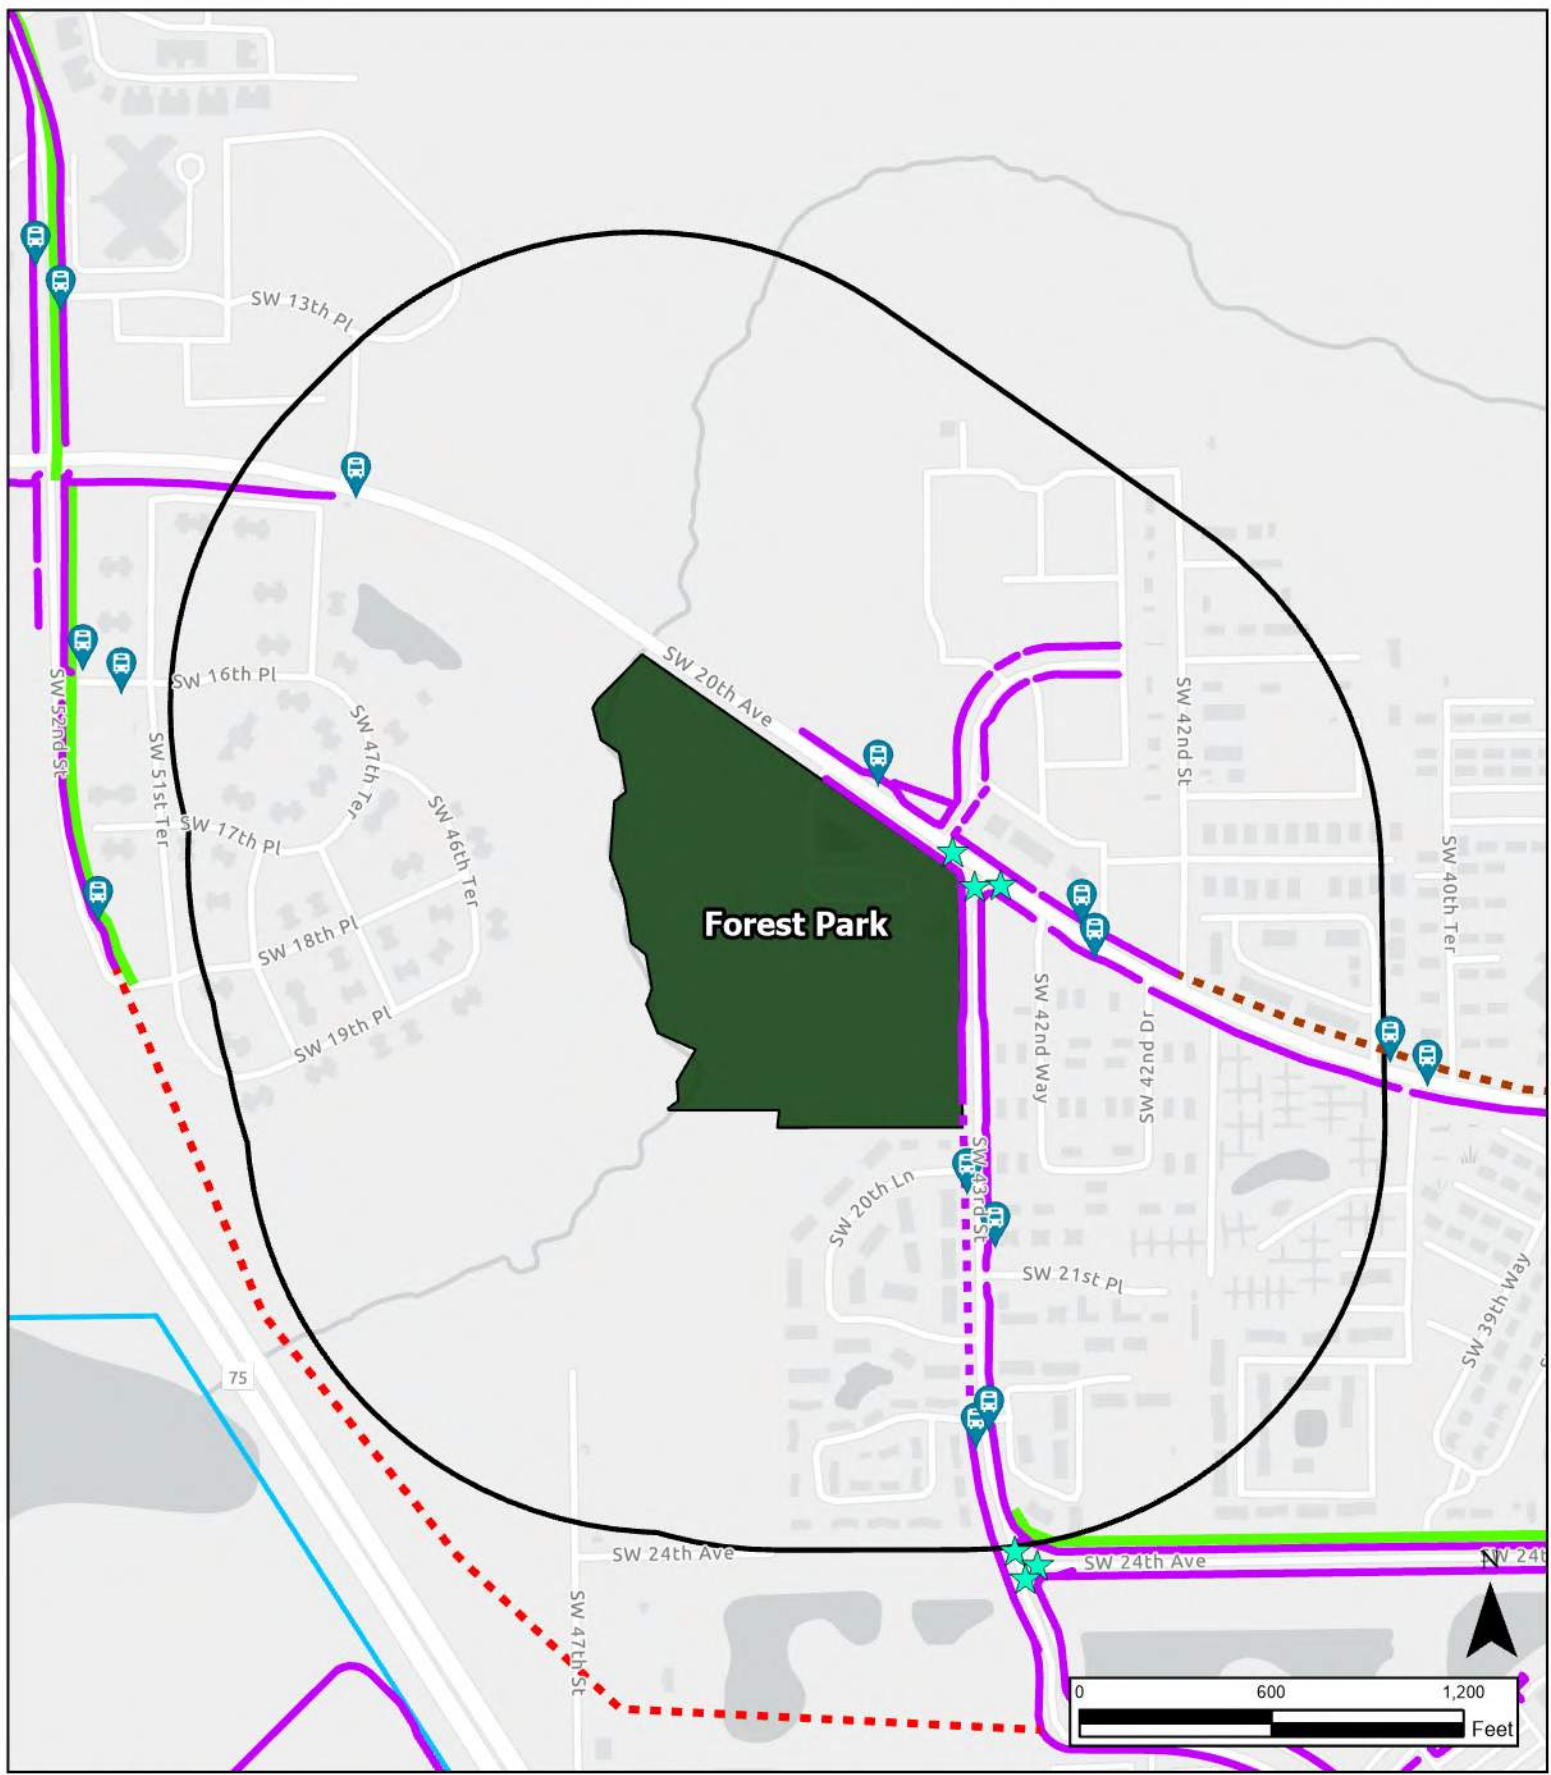 SW 13th Pl
SW 20th Ave
SW 16th Pl
SW 52nd St
SW 47th Ter
SW 42nd St
SW 51st Ter
SW 17th Pl
SW 46th Ter
SW 40th Ter
Forest Park
SW 18th Pl
SW 19th Pl
SW 42nd Way
SW 42nd Dr
SW 43rd St
SW 20th Ln
SW 21st Pl
SW 39th Way
75
SW 24th Ave
SW 24th Ave
SW 24t
N
SW 47th St
0 600 1,200
Feet